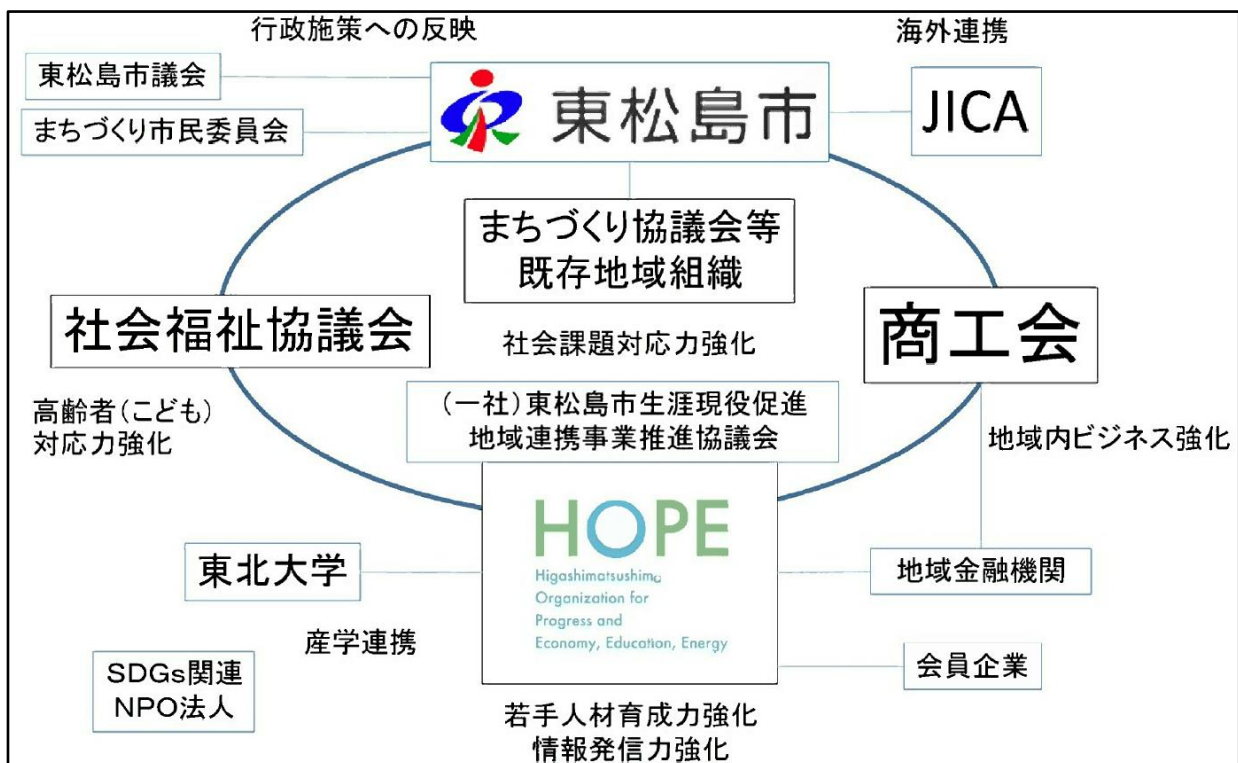 行政施策への反映
海外連携
東松島市議会
まちづくり市民委員会
東松島市
JICA
まちづくり協議会等
既存地域組織
社会福祉協議会
商工会
社会課題対応力強化
高齢者（こども）
対応力強化
（一社）東松島市生涯現役促進
地域連携事業推進協議会
地域内ビジネス強化
HOPE
Higashimatsushima
Organization for
Progress and
Economy, Education, Energy
東北大学
地域金融機関
産学連携
会員企業
SDGs関連
NPO法人
若手人材育成力強化
情報発信力強化